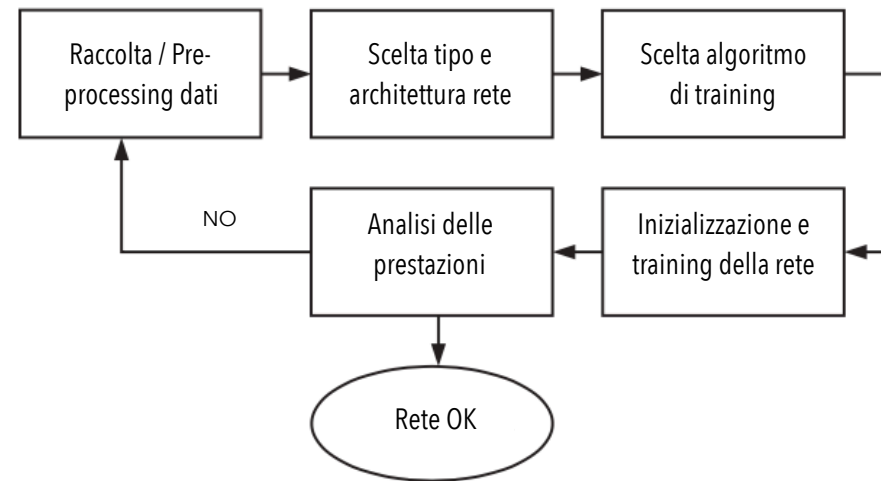 Raccolta / Pre-
processing dati
Scelta tipo e
architettura rete
Scelta algoritmo
di training
NO
Analisi delle
prestazioni
Inizializzazione e
training della rete
Rete OK